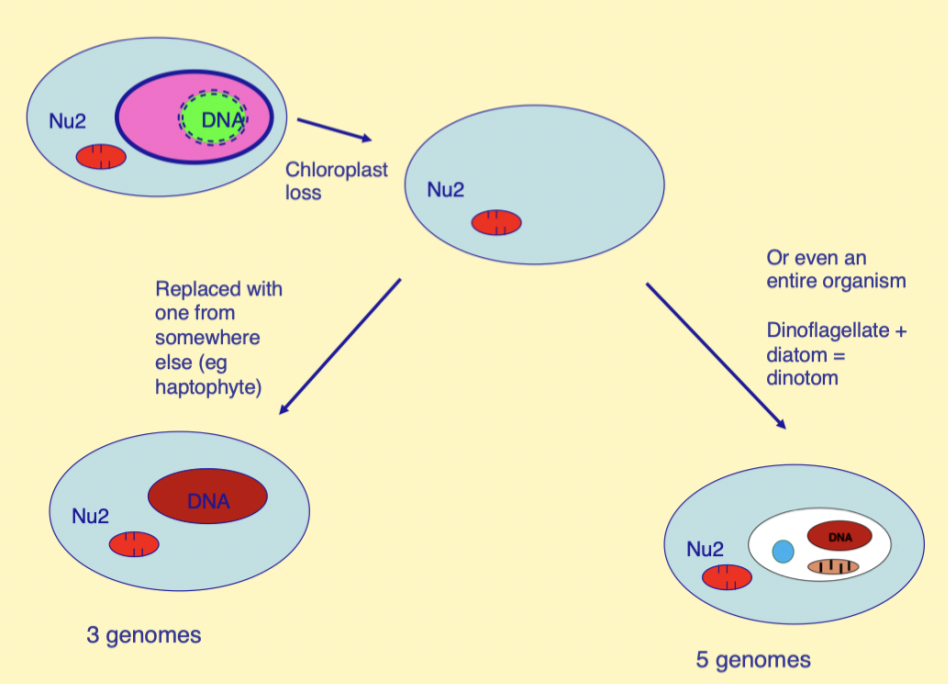 Nu2
DNA
Chloroplast
loss
Nu2
Replaced with
one from
somewhere
else (eg
haptophyte)
Or even an
entire organism
Dinoflagellate +
diatom =
dinotom
Nu2
DNA
3 genomes
Nu2
DNA
5 genomes